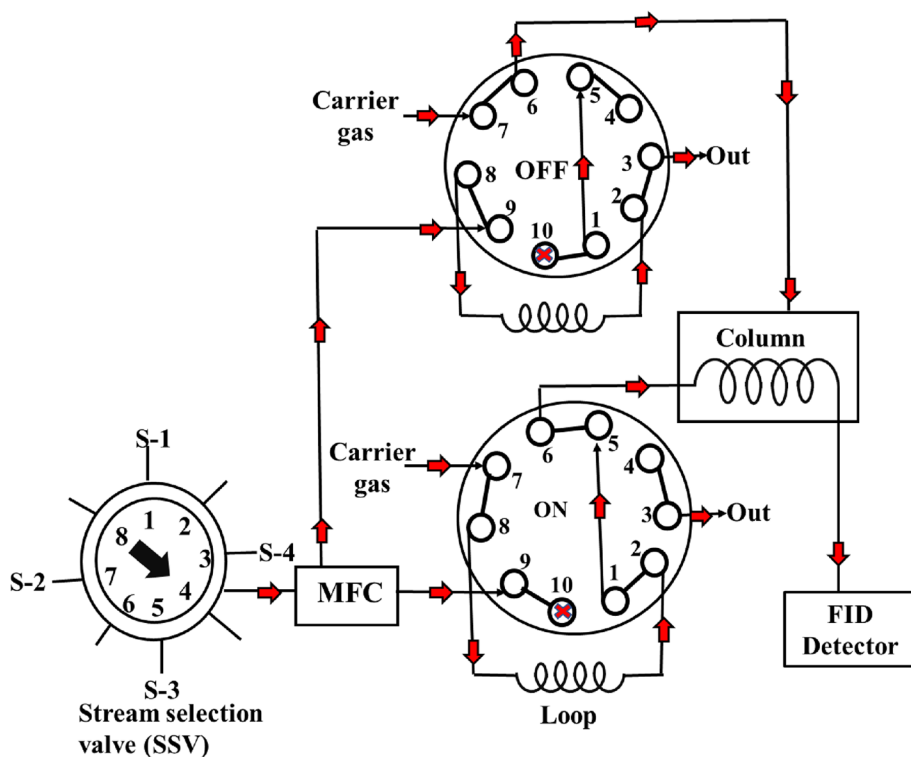 6
5
Carrier
gas
7
4
8
OFF
3
Out
2
9
10
1
Column
S-1
6
5
Carrier
gas
7
4
ON
8
3
Out
1
8
2
S-4
3
S-2
7
4
6
5
MFC
9
10
1
2
FID
Detector
S-3
Stream selection
valve (SSV)
Loop